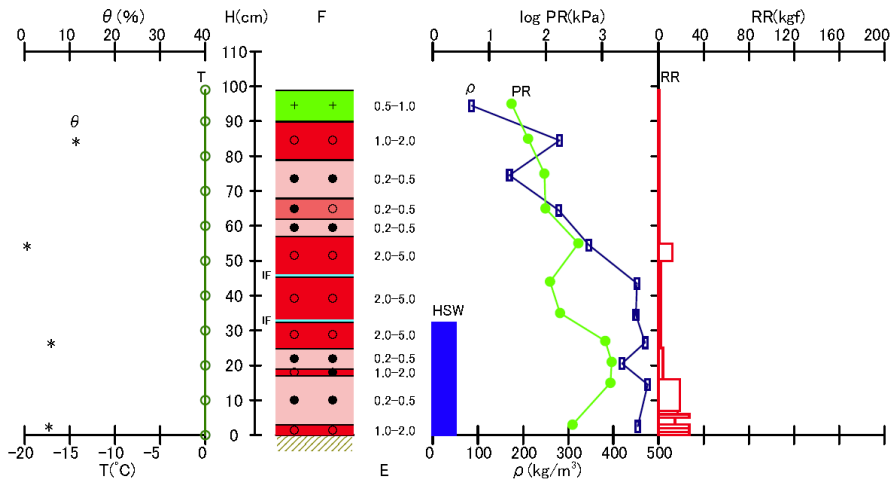 θ (%) H(cm) F log PR(kPa) RR(kgf)
0 10 20 30 40 0 1 2 3 0 40 80 120 160 200
110
T ρ PR RR
100
0.5-1.0
90
θ
* 1.0-2.0
80
0.2-0.5
70
0.2-0.5
60
0.2-0.5
* 2.0-5.0
50
IF
40
2.0-5.0
IF
30 HSW
* 2.0-5.0
20 0.2-0.5
1.0-2.0
10 0.2-0.5
* 1.0-2.0
0
-20 -15 -10 -5 0 0 100 200 300 400 500
T(°C) E ρ (kg/m³)